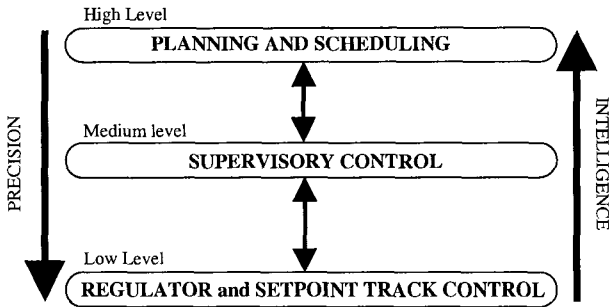 High Level
PLANNING AND SCHEDULING
Medium level
SUPERVISORY CONTROL
Low Level
REGULATOR and SETPOINT TRACK CONTROL
PRECISION
INTELLIGENCE